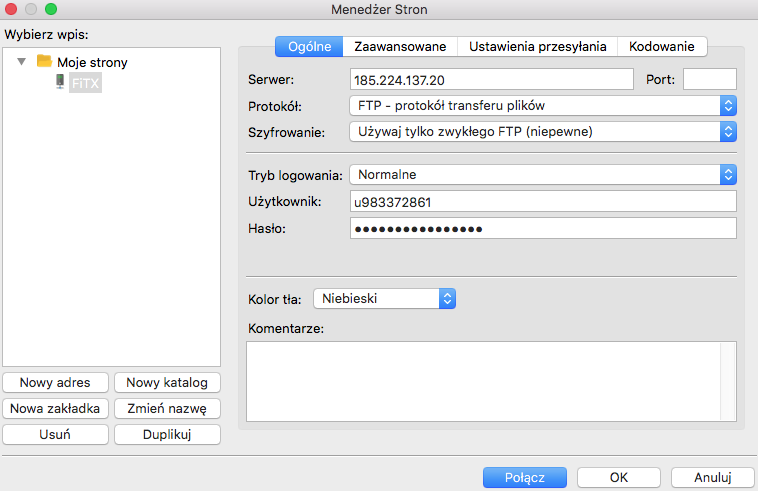 Menedżer Stron
Wybierz wpis:
Moje strony
FiTX
Nowy adres Nowy katalog
Nowa zakładka Zmień nazwę
Usuń Duplikuj
Ogólne Zaawansowane Ustawienia przesyłania Kodowanie
Serwer: 185.224.137.20 Port:
Protokół: FTP - protokół transferu plików
Szyfrowanie: Używaj tylko zwykłego FTP (niepewne)
Tryb logowania: Normalne
Użytkownik: u983372861
Hasło: ●●●●●●●●●●●●●●●●
Kolor tła: Niebieski
Komentarze:
Połącz OK Anuluj